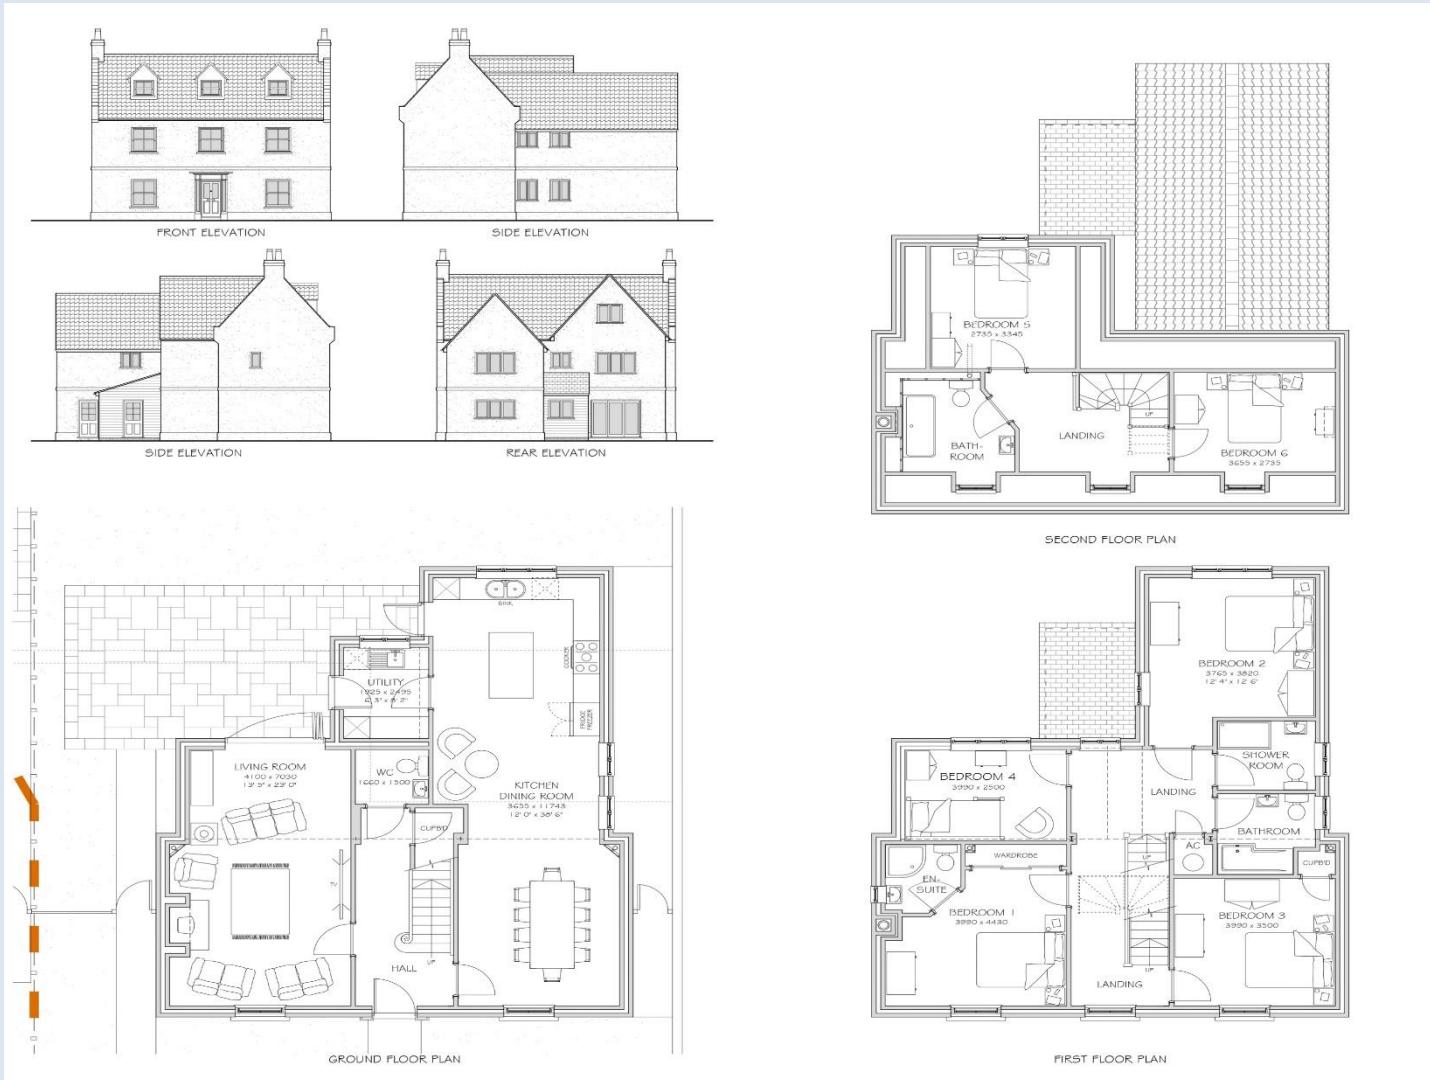 FRONT ELEVATION
SIDE ELEVATION
SIDE ELEVATION
REAR ELEVATION
BEDROOM 5
2735 x 3345
BATH-
ROOM
LANDING
UP
BEDROOM 6
3655 x 2735
SECOND FLOOR PLAN
SINK
COOKER
UTILITY
1925 x 2495
6' 3" x 8' 2"
FRIDGE
FREEZER
LIVING ROOM
4100 x 7030
13' 5" x 23' 0"
WC
1660 x 1500
KITCHEN
DINING ROOM
3655 x 11743
12' 0" x 38' 6"
CUPB'D
HALL
UP
GROUND FLOOR PLAN
BEDROOM 2
3765 x 3820
12' 4" x 12' 6"
SHOWER
ROOM
BEDROOM 4
3990 x 2500
LANDING
BATHROOM
AC
UP
WARDROBE
CUPB'D
EN-
SUITE
BEDROOM 1
3990 x 4430
BEDROOM 3
3990 x 3500
UP
LANDING
FIRST FLOOR PLAN